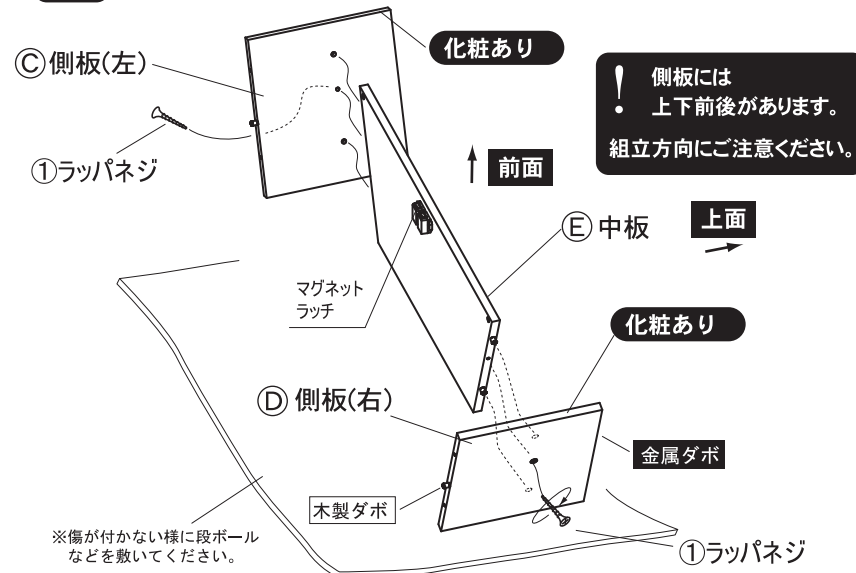 化粧あり
Ⓒ側板(左)
!
側板には
上下前後があります。
組立方向にご注意ください。
①ラッパネジ
前面
Ⓔ中板
上面
マグネット
ラッチ
化粧あり
Ⓓ側板(右)
金属ダボ
木製ダボ
※傷が付かない様に段ボール
などを敷いてください。
①ラッパネジ